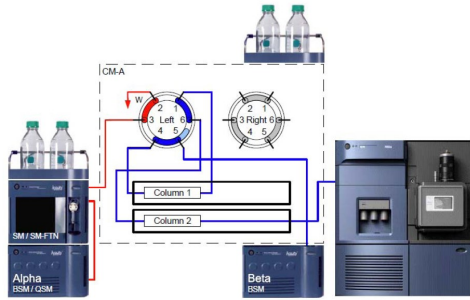 CM-A
W
2 1
3 Left 6
4 5
2 1
3 Right 6
4 5
Column 1
Column 2
SM / SM-FTN
Alpha
BSM / QSM
Beta
BSM